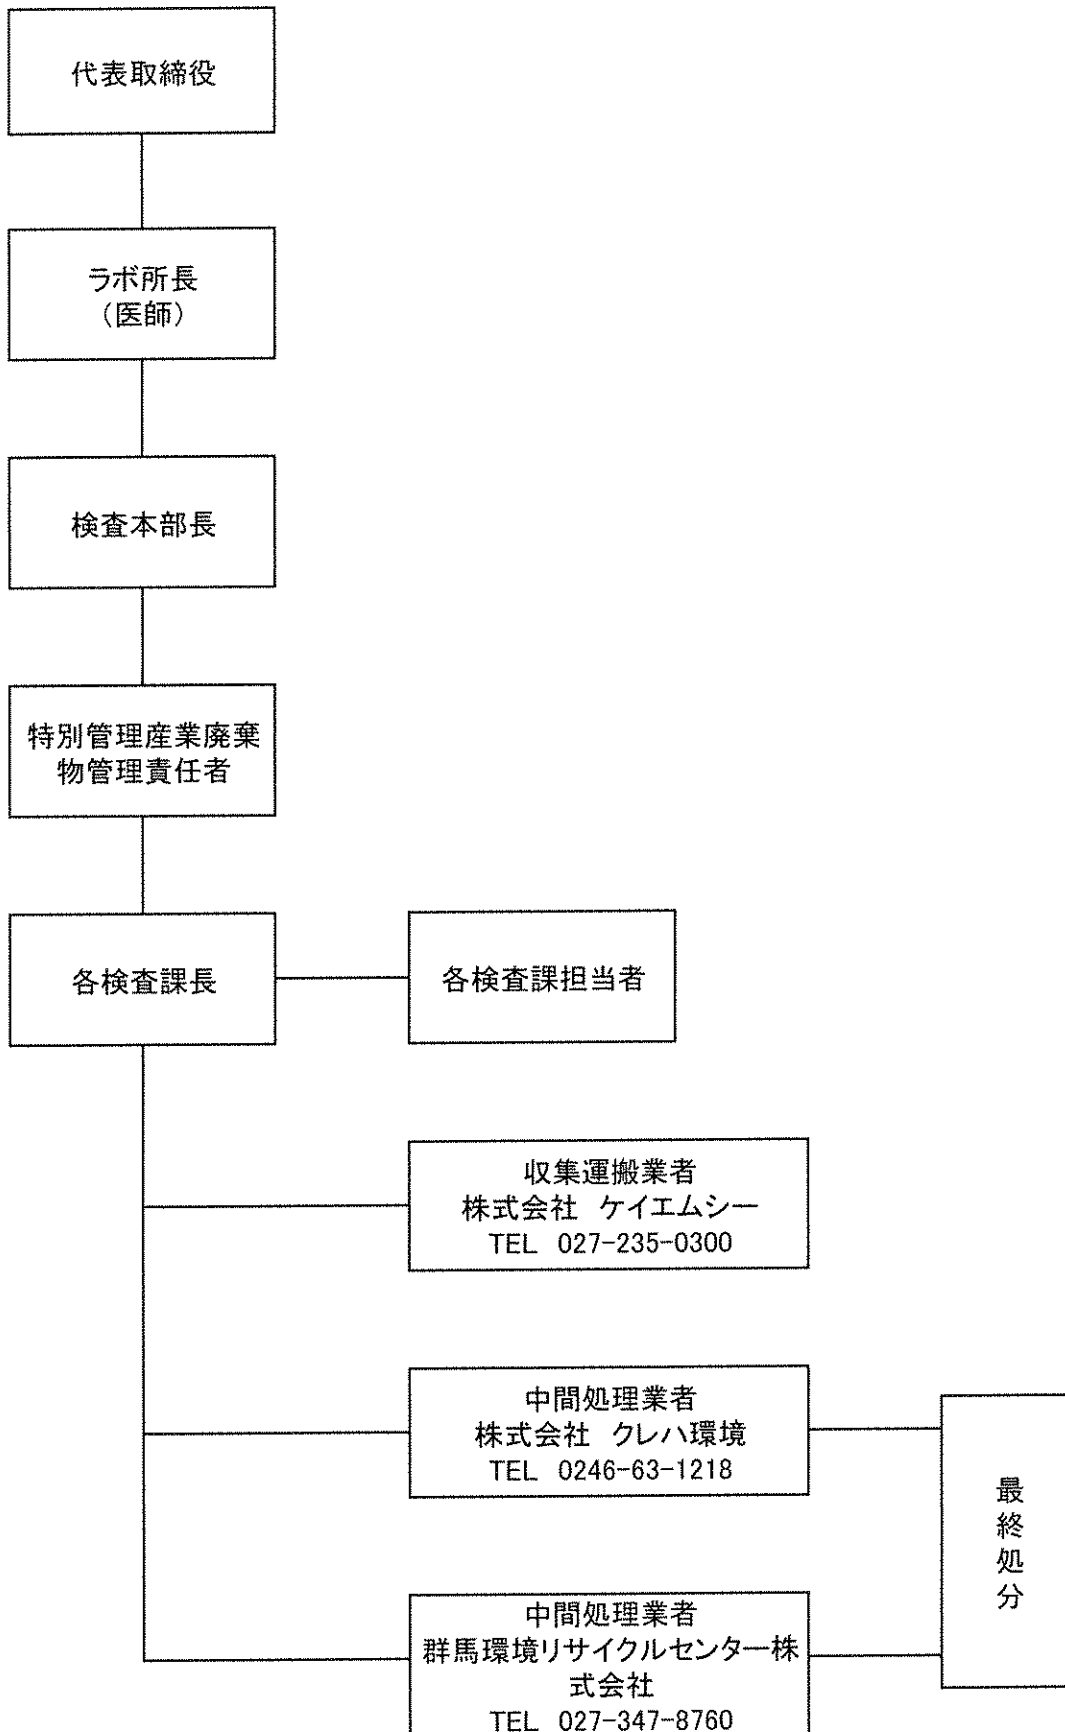 代表取締役
ラボ所長
（医師）
検査本部長
特別管理産業廃棄
物管理責任者
各検査課長
各検査課担当者
収集運搬業者
株式会社 ケイエムシー
TEL 027-235-0300
中間処理業者
株式会社 クレハ環境
TEL 0246-63-1218
最
終
処
分
中間処理業者
群馬環境リサイクルセンター株
式会社
TEL 027-347-8760